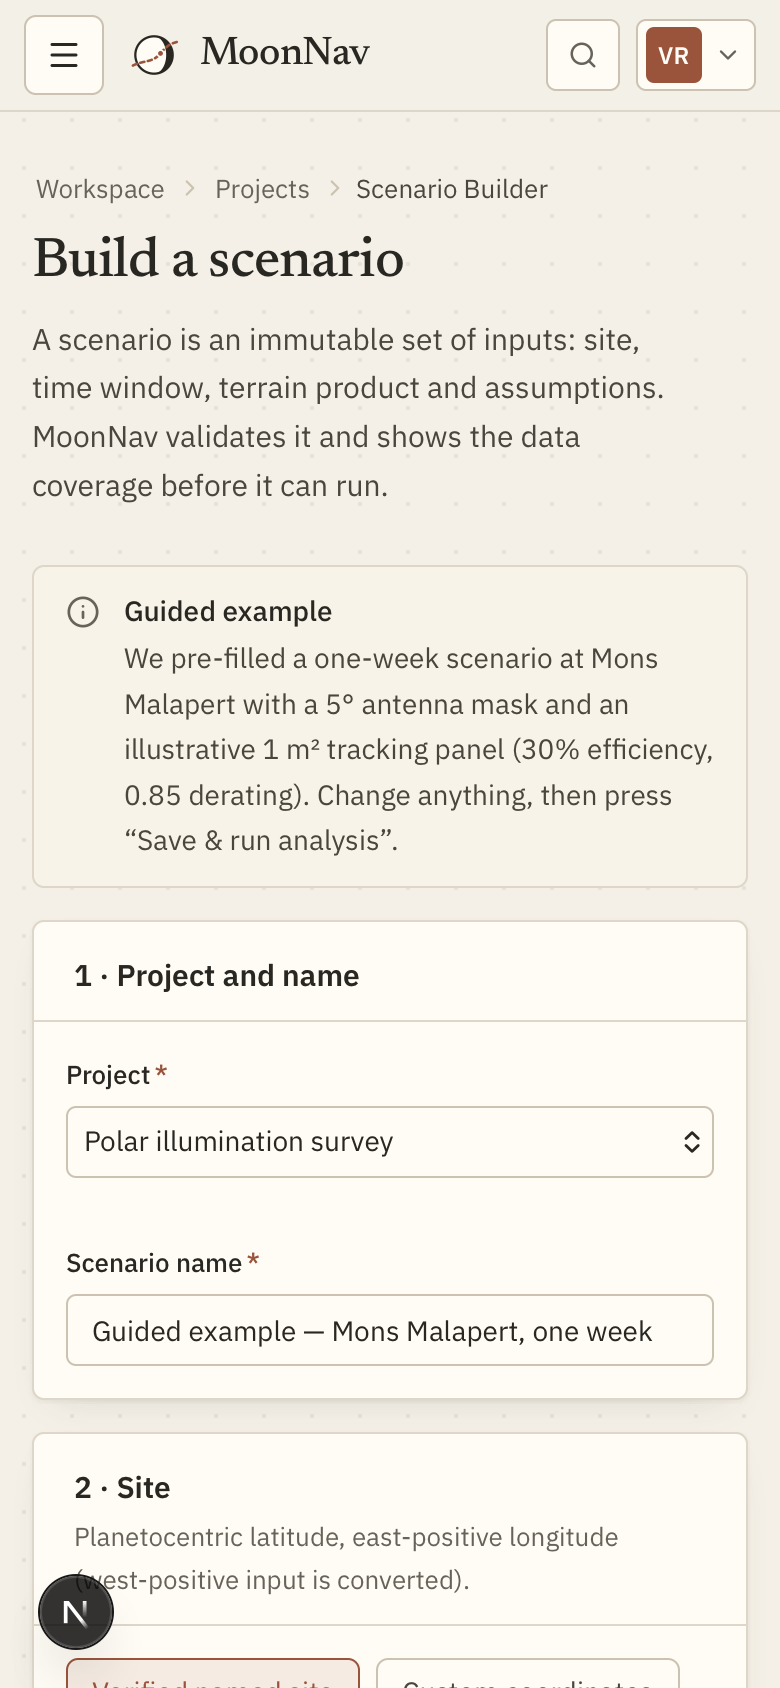 MoonNav
VR
Workspace
Projects
Scenario Builder
Build a scenario
A scenario is an immutable set of inputs: site,
time window, terrain product and assumptions.
MoonNav validates it and shows the data
coverage before it can run.
Guided example
We pre-filled a one-week scenario at Mons
Malapert with a 5° antenna mask and an
illustrative 1 m² tracking panel (30% efficiency,
0.85 derating). Change anything, then press
“Save & run analysis”.
1 · Project and name
Project *
Polar illumination survey
Scenario name *
Guided example — Mons Malapert, one week
2 · Site
Planetocentric latitude, east-positive longitude
(west-positive input is converted).
N
Verified named site
Custom coordinates